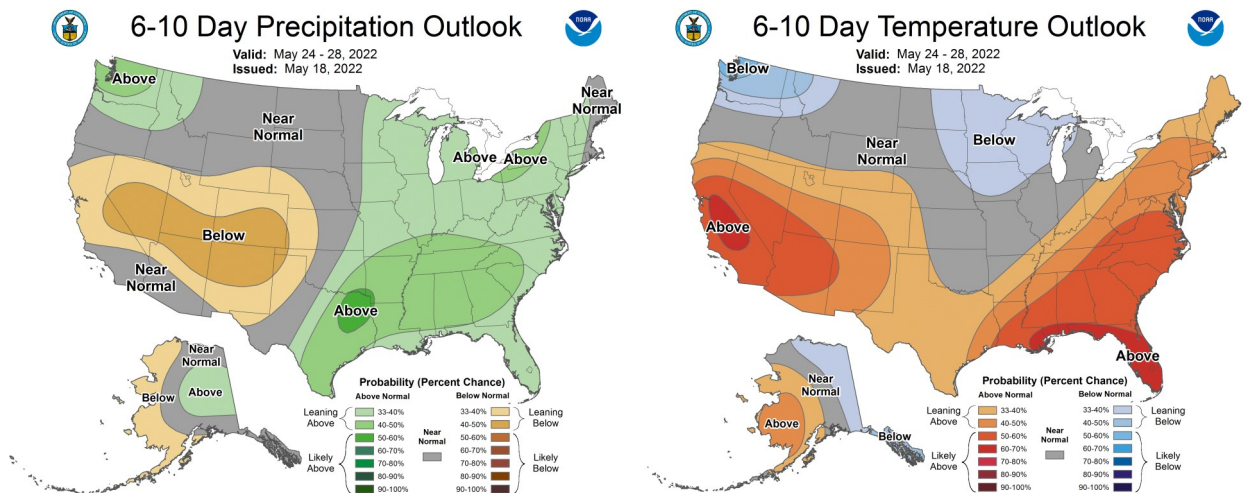 6-10 Day Precipitation Outlook
NOAA
Valid: May 24 - 28, 2022
Issued: May 18, 2022
Above
Near
Normal
Near
Normal
Above
Above
Below
Near
Normal
Above
Near
Normal
Below
Above
Probability (Percent Chance)
Above Normal
Below Normal
Leaning
Above
33-40%
40-50%
Likely
Above
50-60%
60-70%
70-80%
80-90%
90-100%
Near
Normal
33-40%
40-50%
Leaning
Below
50-60%
60-70%
70-80%
80-90%
90-100%
Likely
Below
6-10 Day Temperature Outlook
NOAA
Valid: May 24 - 28, 2022
Issued: May 18, 2022
Below
Near
Normal
Below
Above
Above
Near
Normal
Above
Below
Probability (Percent Chance)
Above Normal
Below Normal
Leaning
Above
33-40%
40-50%
Likely
Above
50-60%
60-70%
70-80%
80-90%
90-100%
Near
Normal
33-40%
40-50%
Leaning
Below
50-60%
60-70%
70-80%
80-90%
90-100%
Likely
Below